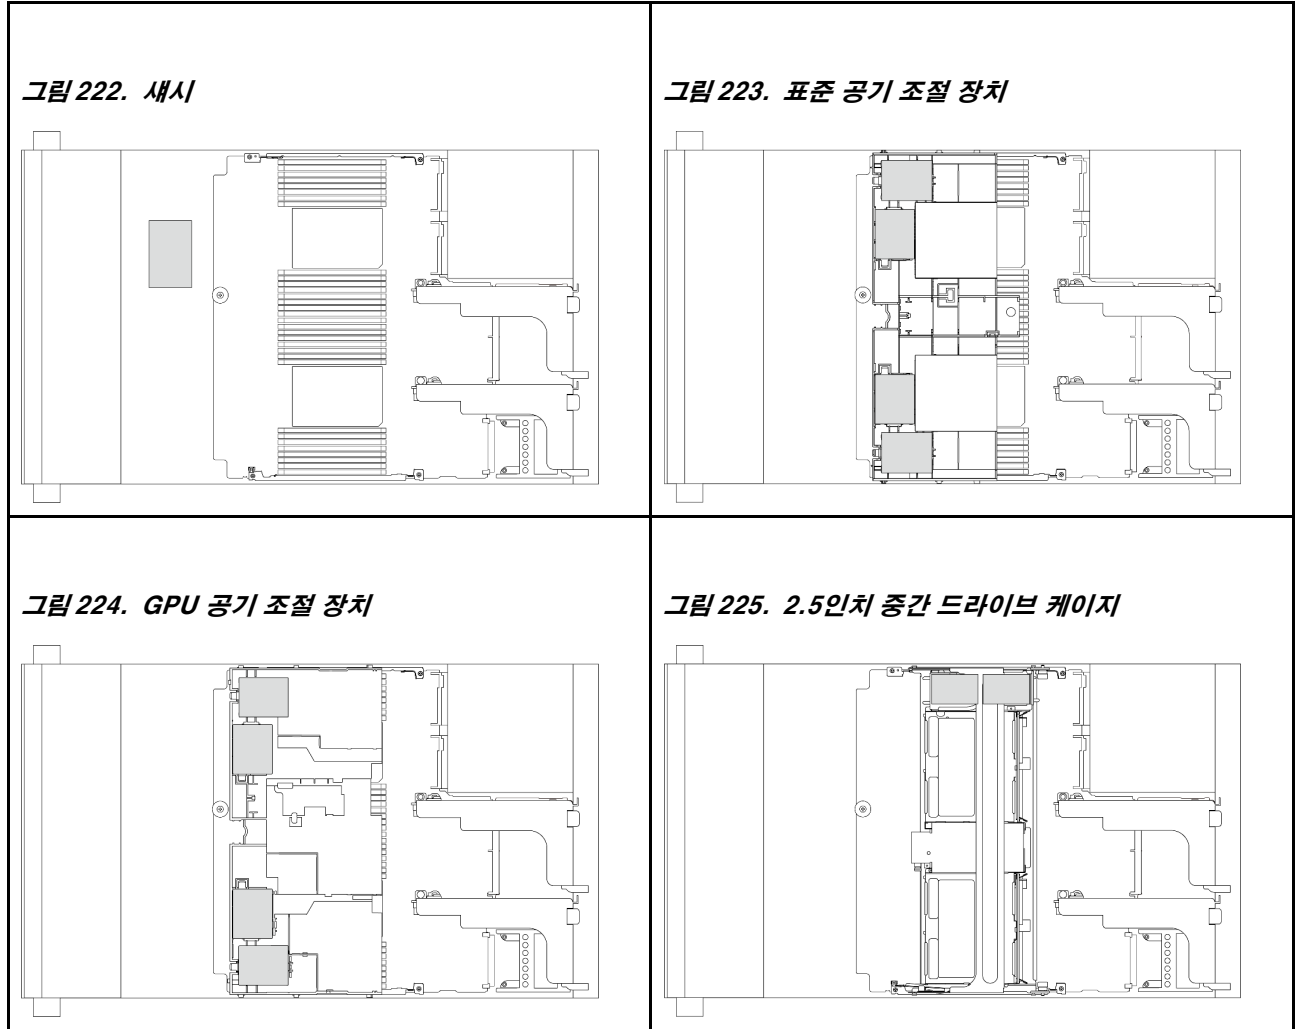 그림 222. 섀시
그림 223. 표준 공기 조절 장치
그림 224. GPU 공기 조절 장치
그림 225. 2.5인치 중간 드라이브 케이지